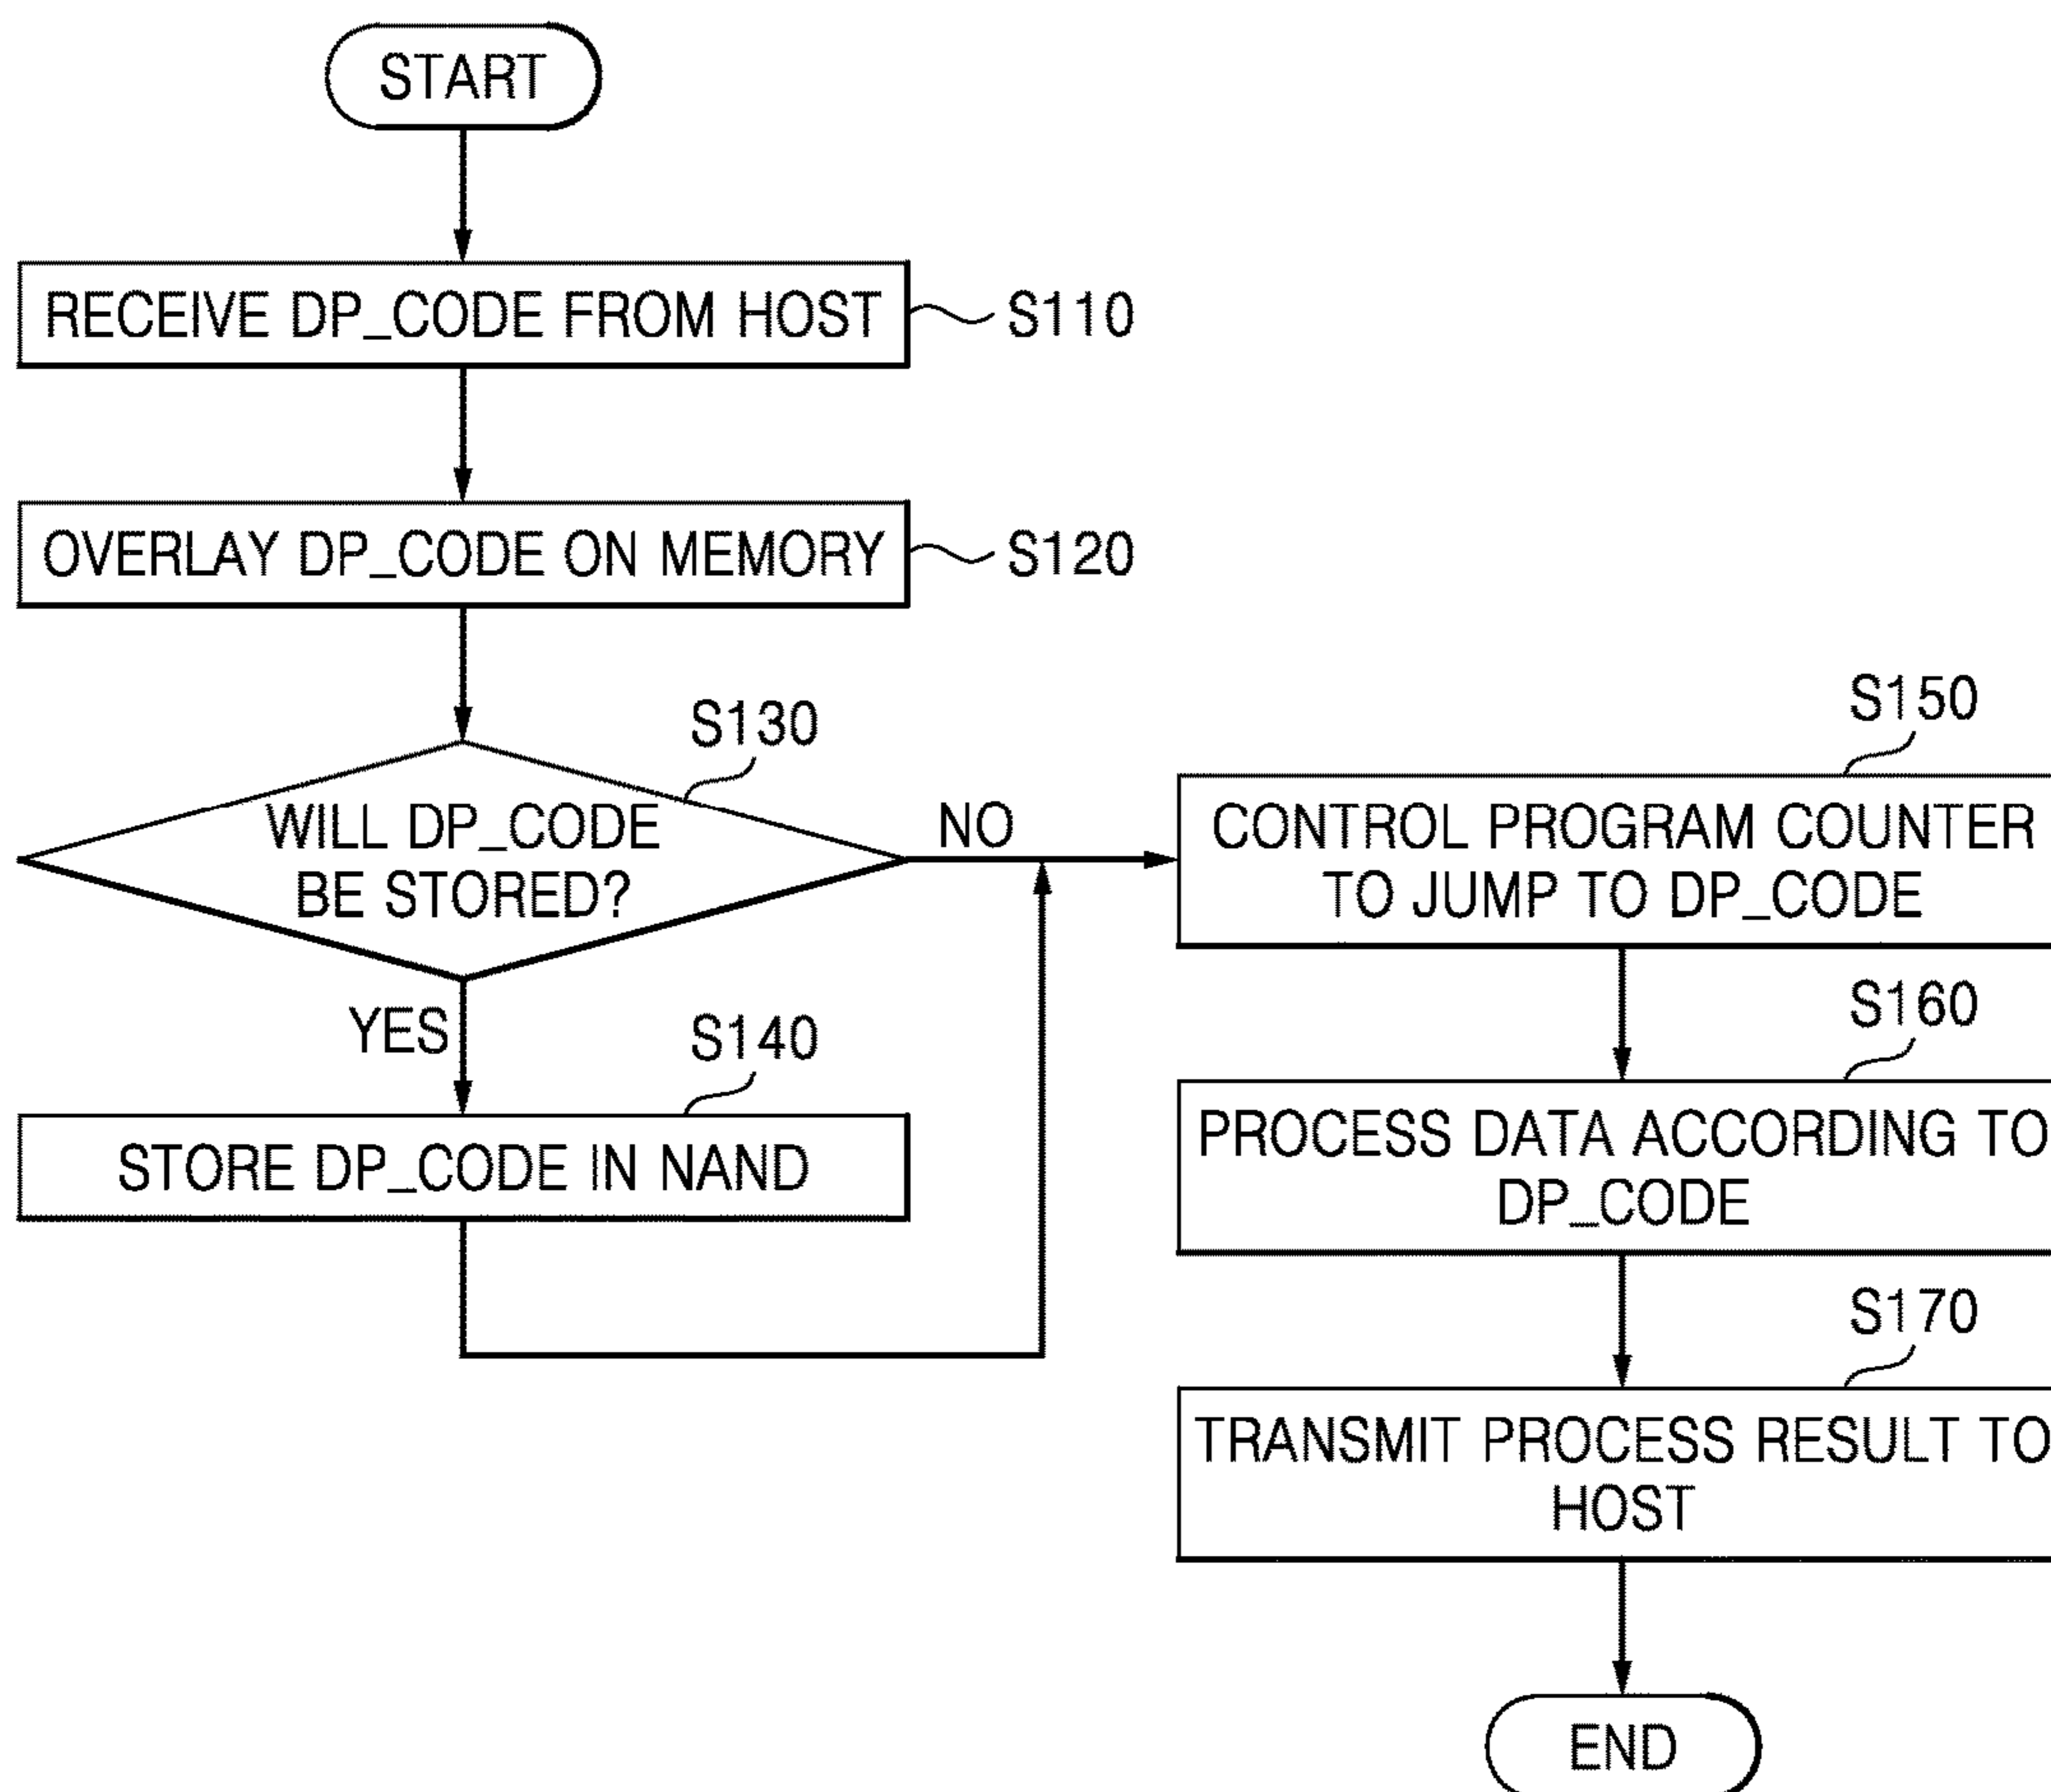 START
RECEIVE DP_CODE FROM HOST
S110
OVERLAY DP_CODE ON MEMORY
S120
S130
WILL DP_CODE
BE STORED?
NO
YES
S140
STORE DP_CODE IN NAND
S150
CONTROL PROGRAM COUNTER
TO JUMP TO DP_CODE
S160
PROCESS DATA ACCORDING TO
DP_CODE
S170
TRANSMIT PROCESS RESULT TO
HOST
END